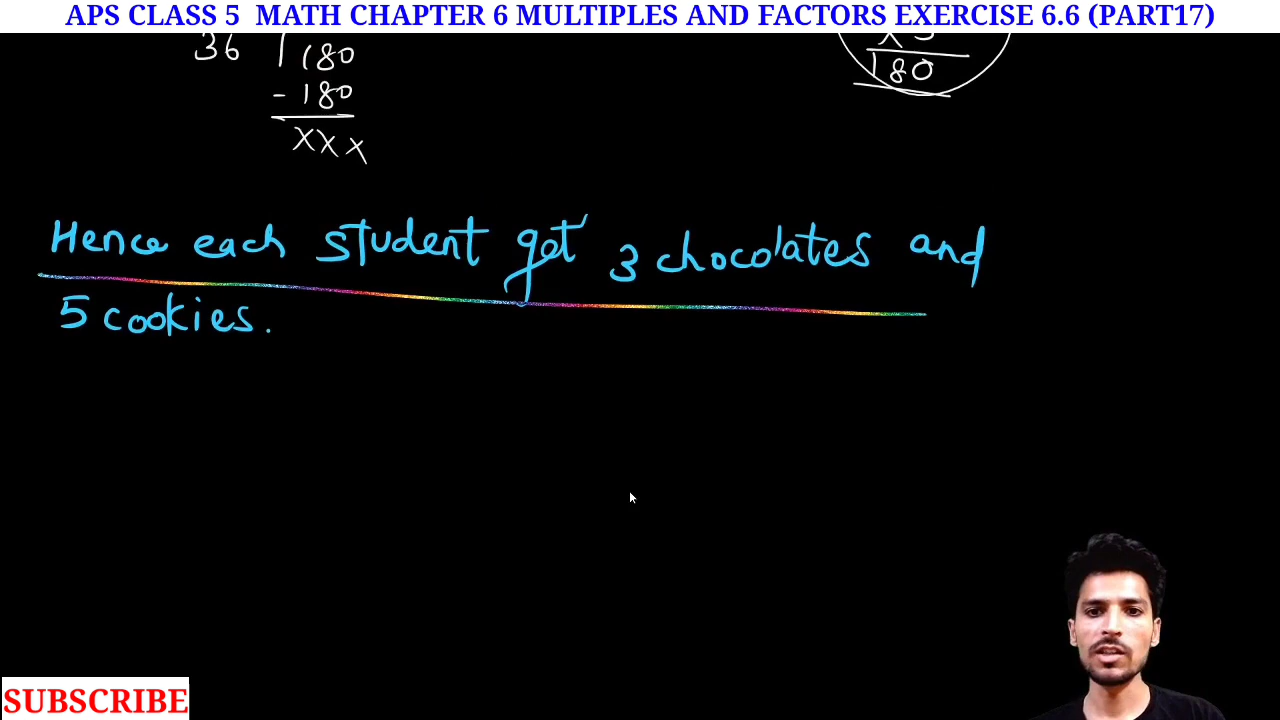 APS CLASS 5 MATH CHAPTER 6 MULTIPLES AND FACTORS EXERCISE 6.6 (PART17)
36 180
- 180
XXX
180
Hence each student get 3 chocolates and
5 cookies.
SUBSCRIBE